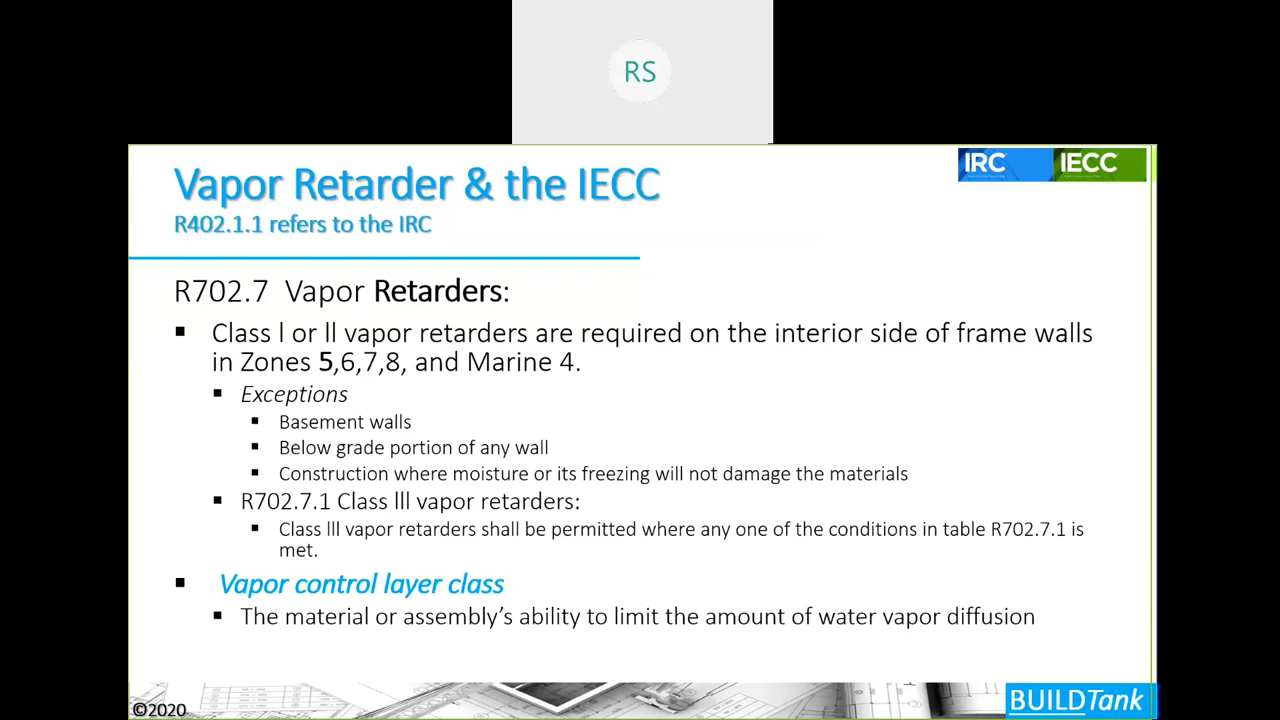 RS
IRC IECC
Vapor Retarder & the IECC
R402.1.1 refers to the IRC
R702.7 Vapor Retarders:
Class l or ll vapor retarders are required on the interior side of frame walls
in Zones 5,6,7,8, and Marine 4.
Exceptions
Basement walls
Below grade portion of any wall
Construction where moisture or its freezing will not damage the materials
R702.7.1 Class lll vapor retarders:
Class lll vapor retarders shall be permitted where any one of the conditions in table R702.7.1 is
met.
Vapor control layer class
The material or assembly’s ability to limit the amount of water vapor diffusion
©2020
BUILDTank